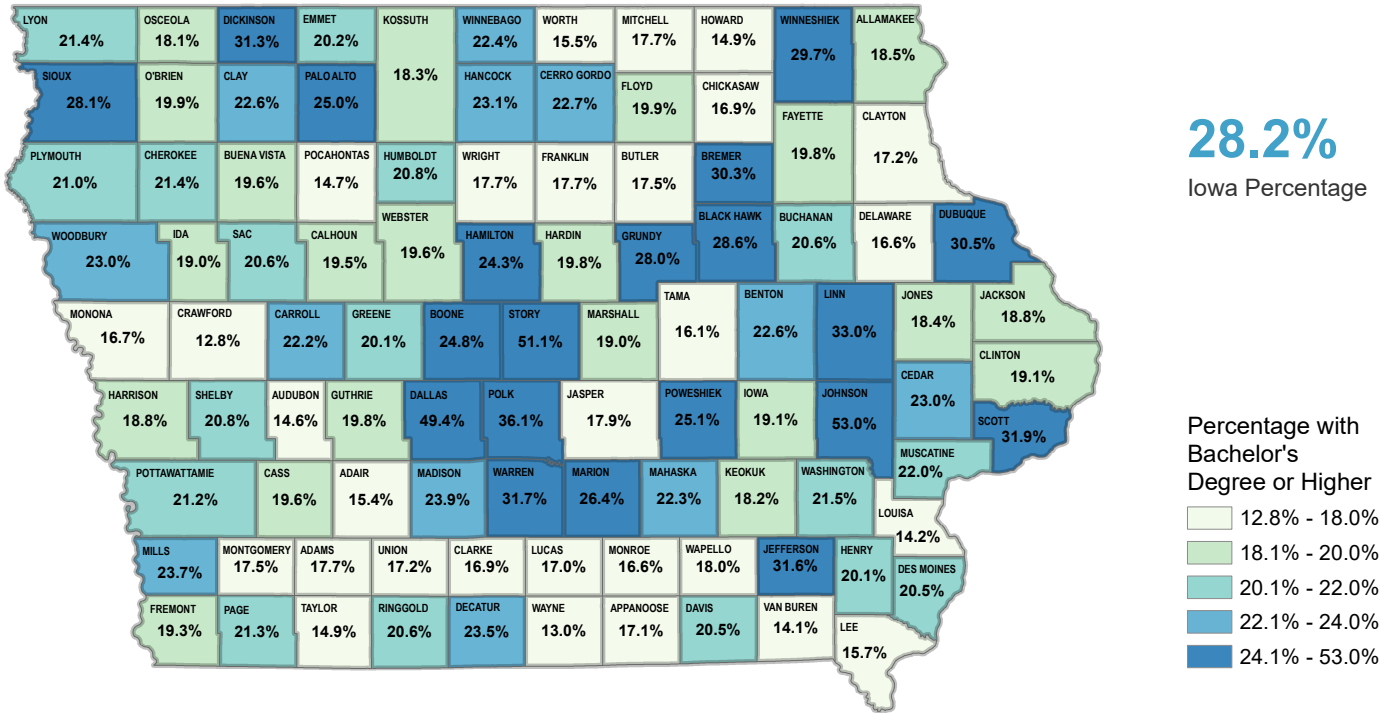 LYON
21.4%
OSCEOLA
18.1%
DICKINSON
31.3%
EMMET
20.2%
KOSSUTH
18.3%
WINNEBAGO
22.4%
WORTH
15.5%
MITCHELL
17.7%
HOWARD
14.9%
WINNESHIEK
29.7%
ALLAMAKEE
18.5%
SIOUX
28.1%
O'BRIEN
19.9%
CLAY
22.6%
PALO ALTO
25.0%
HANCOCK
23.1%
CERRO GORDO
22.7%
FLOYD
19.9%
CHICKASAW
16.9%
FAYETTE
19.8%
CLAYTON
17.2%
PLYMOUTH
21.0%
CHEROKEE
21.4%
BUENA VISTA
19.6%
POCAHONTAS
14.7%
HUMBOLDT
20.8%
WRIGHT
17.7%
FRANKLIN
17.7%
BUTLER
17.5%
BREMER
30.3%
WOODBURY
23.0%
IDA
19.0%
SAC
20.6%
CALHOUN
19.5%
WEBSTER
19.6%
HAMILTON
24.3%
HARDIN
19.8%
GRUNDY
28.0%
BLACK HAWK
28.6%
BUCHANAN
20.6%
DELAWARE
16.6%
DUBUQUE
30.5%
MONONA
16.7%
CRAWFORD
12.8%
CARROLL
22.2%
GREENE
20.1%
BOONE
24.8%
STORY
51.1%
MARSHALL
19.0%
TAMA
16.1%
BENTON
22.6%
LINN
33.0%
JONES
18.4%
JACKSON
18.8%
CLINTON
19.1%
HARRISON
18.8%
SHELBY
20.8%
AUDUBON
14.6%
GUTHRIE
19.8%
DALLAS
49.4%
POLK
36.1%
JASPER
17.9%
POWESHIEK
25.1%
IOWA
19.1%
JOHNSON
53.0%
CEDAR
23.0%
SCOTT
31.9%
MUSCATINE
22.0%
POTTAWATTAMIE
21.2%
CASS
19.6%
ADAIR
15.4%
MADISON
23.9%
WARREN
31.7%
MARION
26.4%
MAHASKA
22.3%
KEOKUK
18.2%
WASHINGTON
21.5%
LOUISA
14.2%
MILLS
23.7%
MONTGOMERY
17.5%
ADAMS
17.7%
UNION
17.2%
CLARKE
16.9%
LUCAS
17.0%
MONROE
16.6%
WAPELLO
18.0%
JEFFERSON
31.6%
HENRY
20.1%
DES MOINES
20.5%
FREMONT
19.3%
PAGE
21.3%
TAYLOR
14.9%
RINGGOLD
20.6%
DECATUR
23.5%
WAYNE
13.0%
APPANOOSE
17.1%
DAVIS
20.5%
VAN BUREN
14.1%
LEE
15.7%
28.2%
Iowa Percentage
Percentage with
Bachelor's
Degree or Higher
12.8% - 18.0%
18.1% - 20.0%
20.1% - 22.0%
22.1% - 24.0%
24.1% - 53.0%